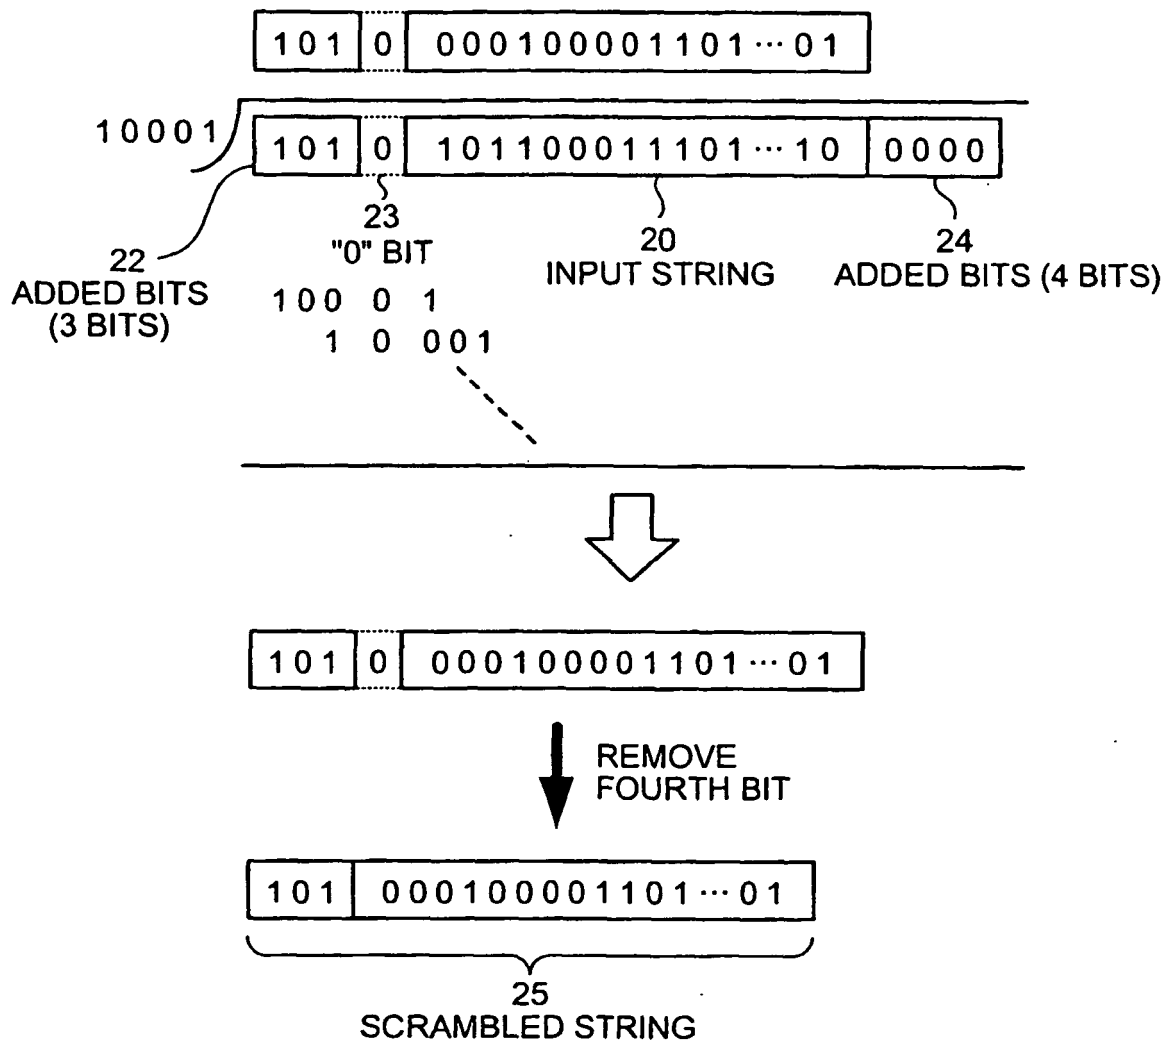 101 0 000100001101···01
10001 101 0 101100011101···10 0000
23
"0" BIT
20
INPUT STRING
24
ADDED BITS (4 BITS)
22
ADDED BITS
(3 BITS)
100 0 1
1 0 001
101 0 000100001101···01
REMOVE
FOURTH BIT
101 000100001101···01
25
SCRAMBLED STRING